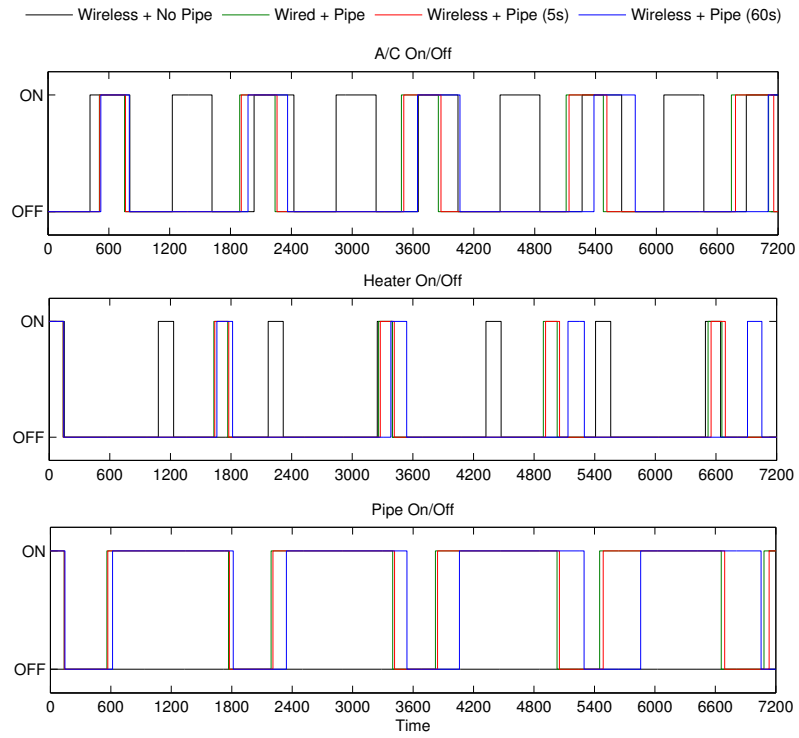 Wireless + No Pipe Wired + Pipe Wireless + Pipe (5s) Wireless + Pipe (60s)
A/C On/Off
ON
OFF
0 600 1200 1800 2400 3000 3600 4200 4800 5400 6000 6600 7200
Heater On/Off
ON
OFF
0 600 1200 1800 2400 3000 3600 4200 4800 5400 6000 6600 7200
Pipe On/Off
ON
OFF
0 600 1200 1800 2400 3000 3600 4200 4800 5400 6000 6600 7200
Time